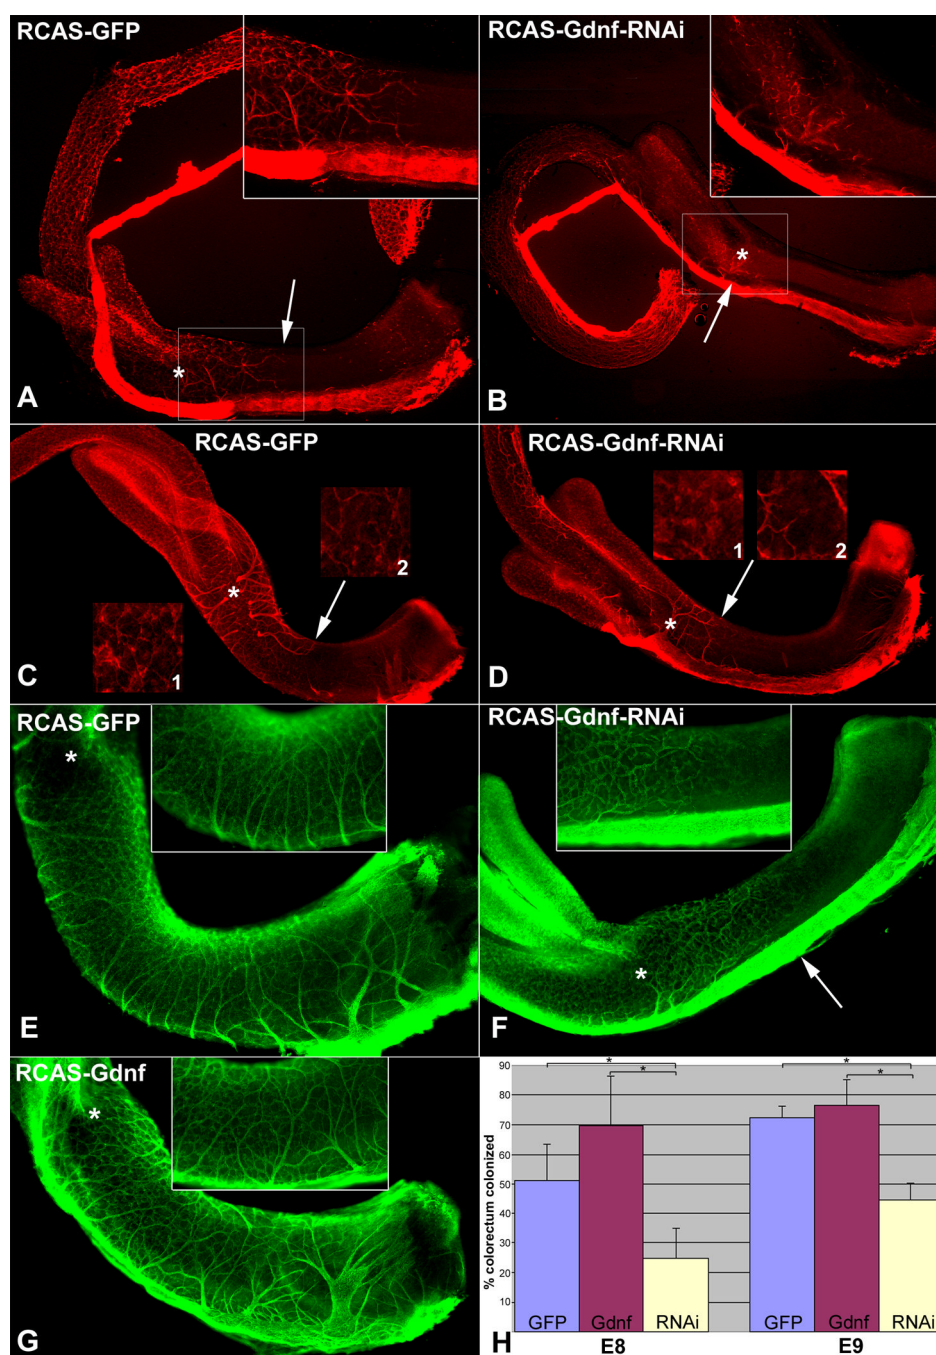 RCAS-GFP
RCAS-Gdnf-RNAi
*
*
A
B
RCAS-GFP
RCAS-Gdnf-RNAi
2
1
2
*
*
1
C
D
RCAS-GFP
RCAS-Gdnf-RNAi
*
*
E
F
RCAS-Gdnf
*
G
% colorectum colonized
90
80
70
60
50
40
30
20
10
* *
* *
GFP Gdnf RNAi GFP Gdnf RNAi
E8 E9
H